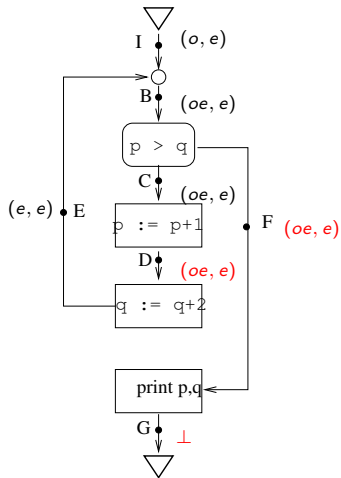 I (o, e)
B (oe, e)
p > q
C (oe, e)
(e, e) E
p := p+1
F (oe, e)
D (oe, e)
q := q+2
print p,q
G ⊥